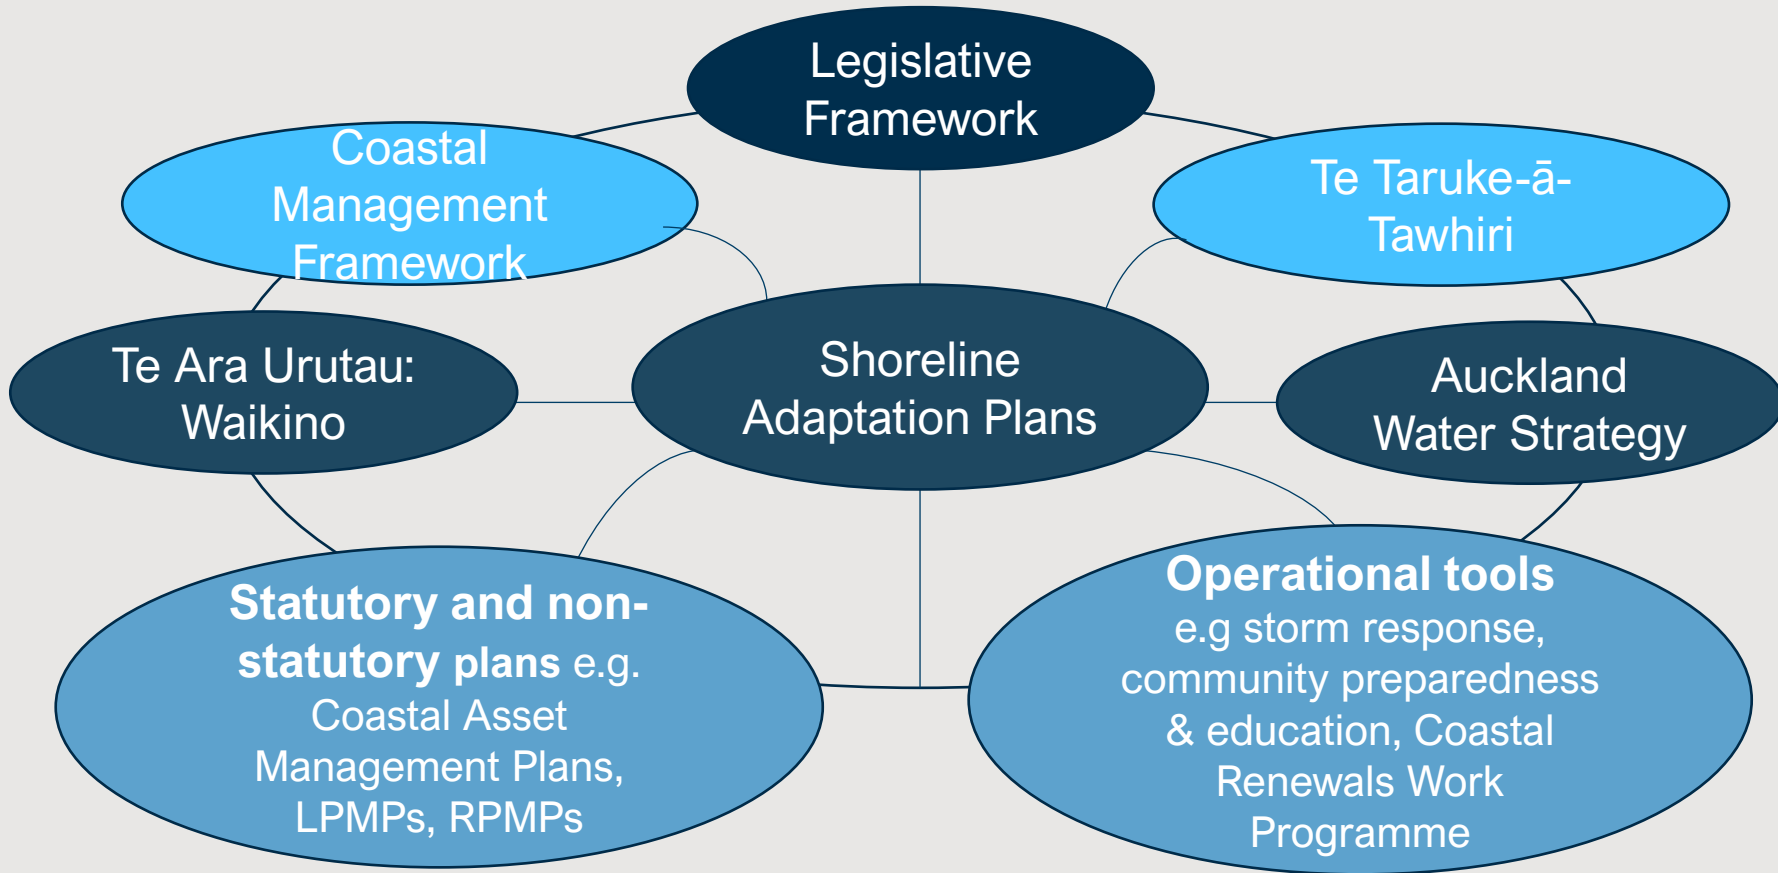 Legislative
Framework
Coastal
Management
Framework
Te Taruke-ā-
Tawhiri
Te Ara Urutau:
Waikino
Shoreline
Adaptation Plans
Auckland
Water Strategy
Statutory and non-
statutory plans e.g.
Coastal Asset
Management Plans,
LPMPs, RPMPs
Operational tools
e.g storm response,
community preparedness
& education, Coastal
Renewals Work
Programme